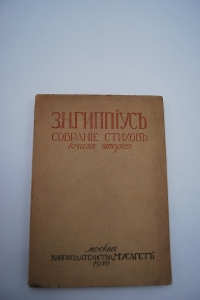 З.Н.ГИППІУСЪ
СОБРАНІЕ СТИХОВЪ
книга вторая
москва
КНИГОИЗДАТЕЛЬСТВО „МУСАГЕТЪ"
1910